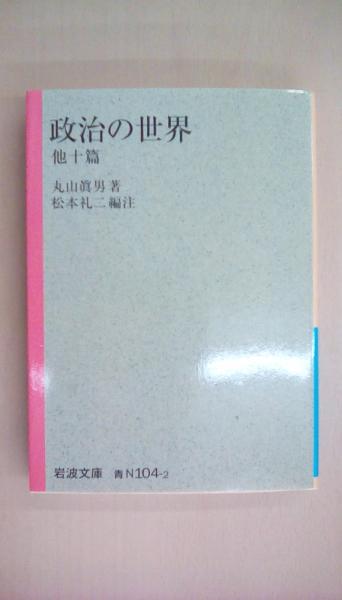 政治の世界
他十篇
丸山眞男著
松本礼二編注
岩波文庫 青N104-2